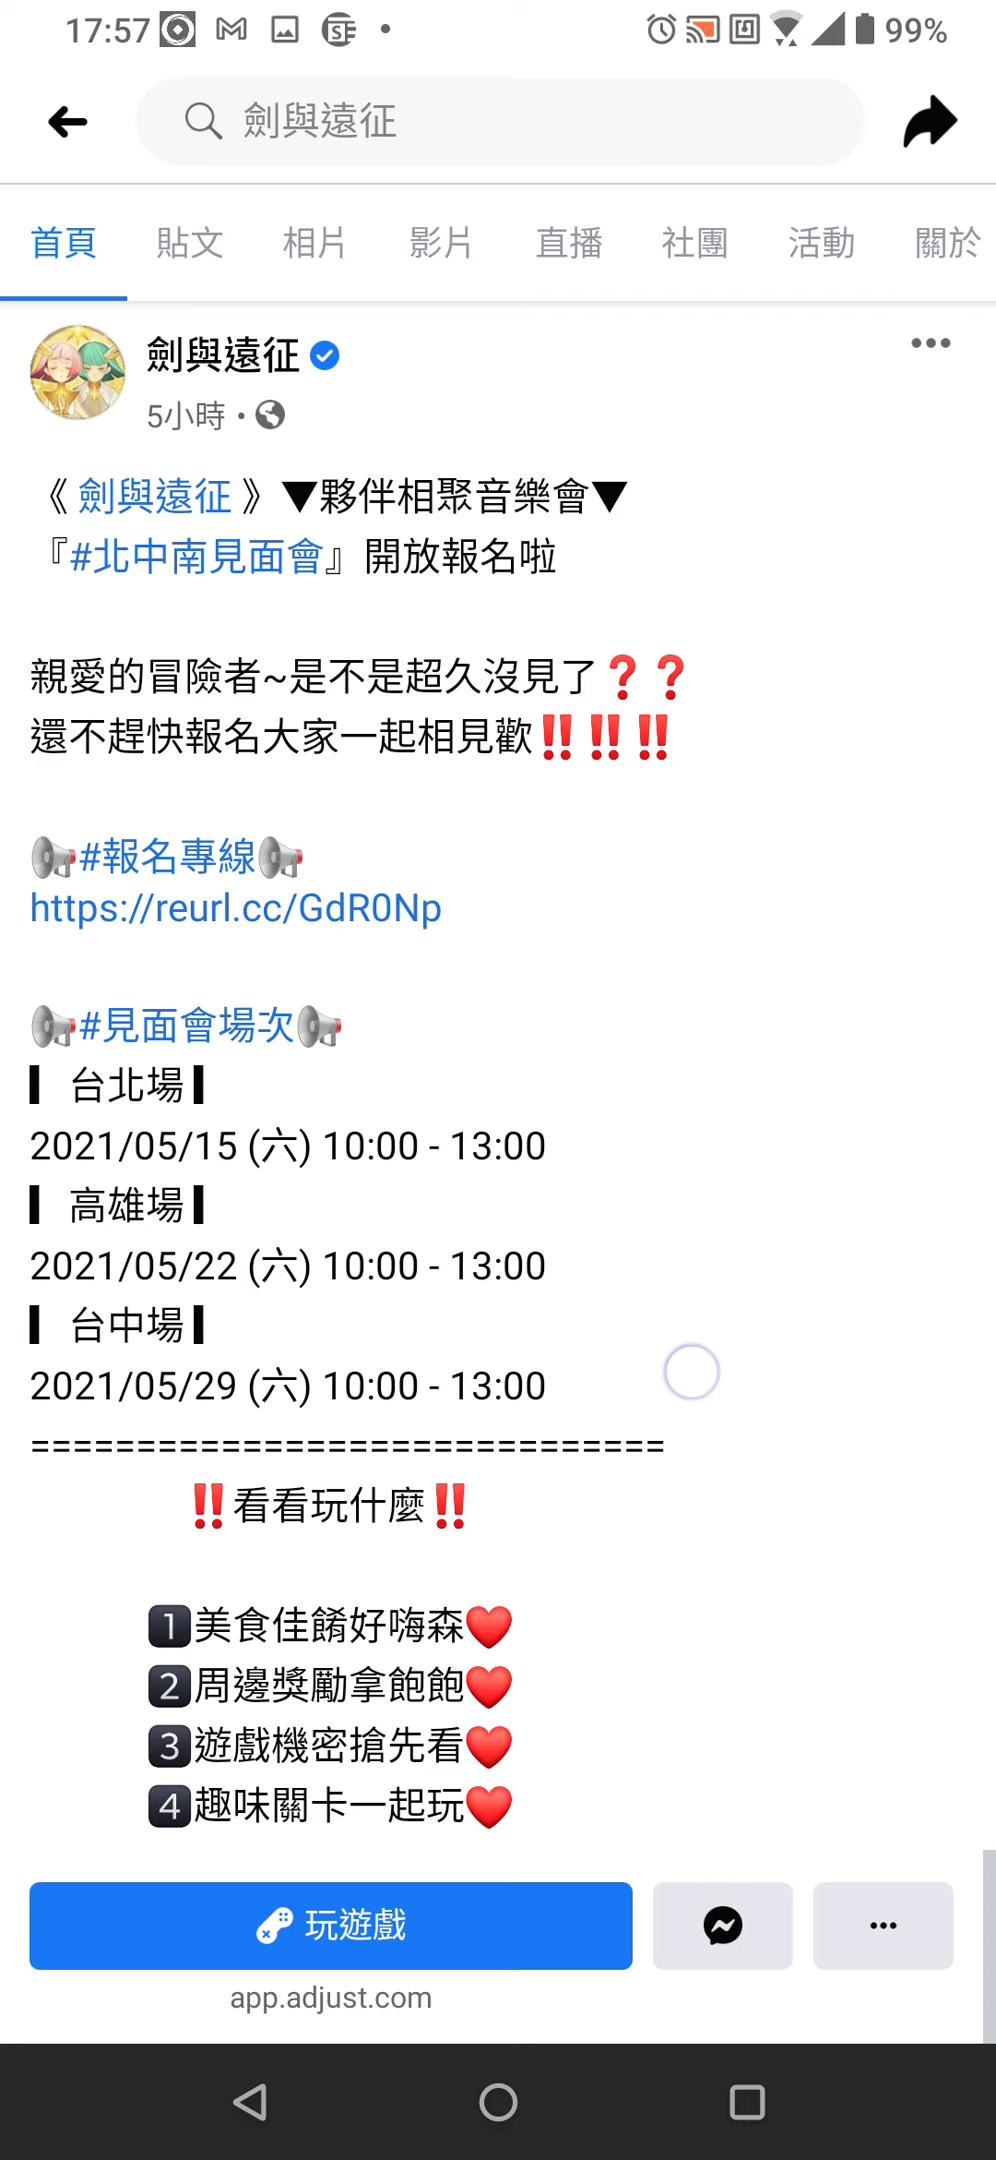 17:57
99%
劍與遠征
首頁 貼文 相片 影片 直播 社團 活動 關於
劍與遠征
5小時 •
《 劍與遠征 》▼夥伴相聚音樂會▼
『#北中南見面會』開放報名啦
親愛的冒險者~是不是超久沒見了❓❓
還不趕快報名大家一起相見歡‼️‼️‼️
📢#報名專線📢
https://reurl.cc/GdR0Np
📢#見面會場次📢
▎台北場▎
2021/05/15 (六) 10:00 - 13:00
▎高雄場▎
2021/05/22 (六) 10:00 - 13:00
▎台中場▎
2021/05/29 (六) 10:00 - 13:00
==============================
‼️看看玩什麼‼️
1️⃣美食佳餚好嗨森❤️
2️⃣周邊獎勵拿飽飽❤️
3️⃣遊戲機密搶先看❤️
4️⃣趣味關卡一起玩❤️
玩遊戲
app.adjust.com